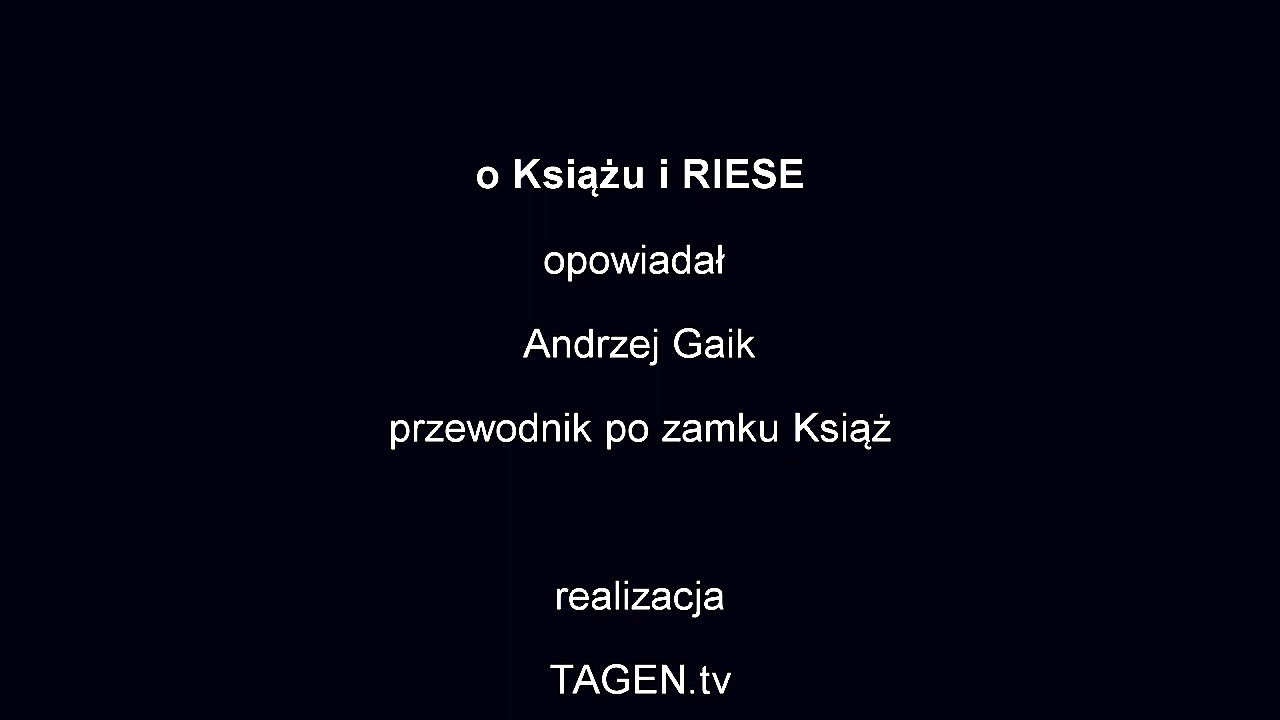 o Książu i RIESE
opowiadał
Andrzej Gaik
przewodnik po zamku Książ
realizacja
TAGEN.tv